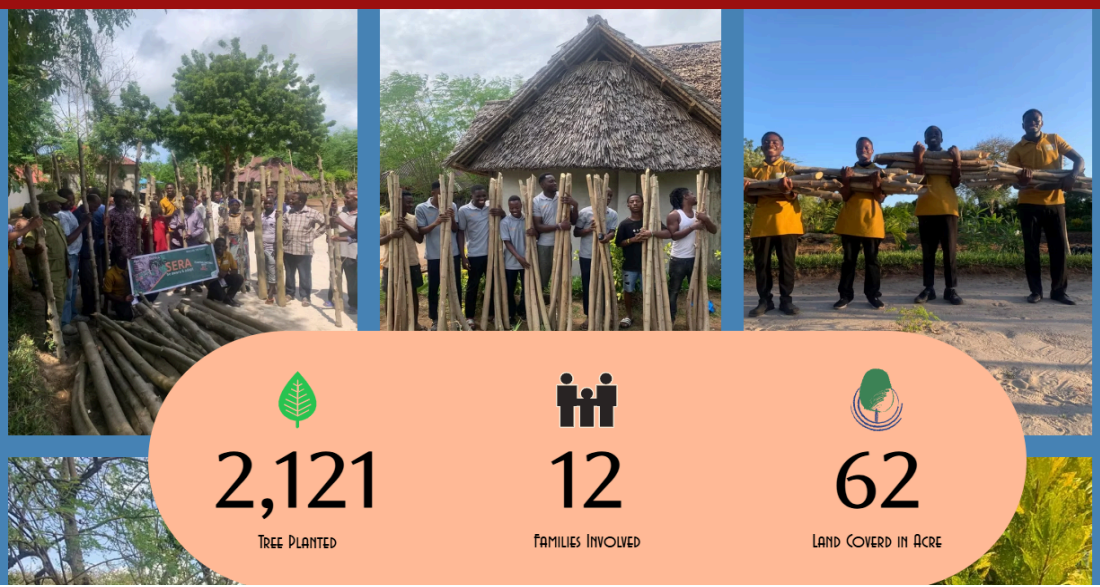 SERA
2,121
12
62
Tree Planted
Families Involved
Land Coverd in Acre